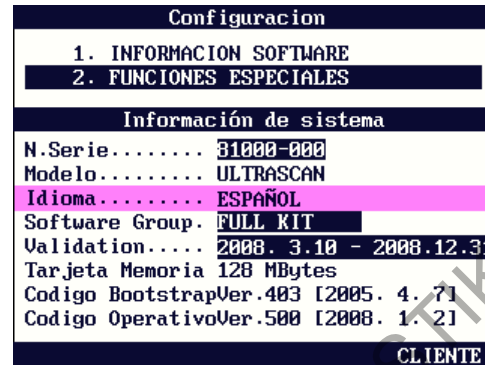 Configuracion
1. INFORMACION SOFTWARE
2. FUNCIONES ESPECIALES
Información de sistema
N.Serie........ 81000-000
Modelo......... ULTRASCAN
Idioma......... ESPAÑOL
Software Group. FULL KIT
Validation..... 2008. 3.10 - 2008.12.31
Tarjeta Memoria 128 MBytes
Codigo BootstrapVer.403 [2005. 4. 7]
Codigo OperativoVer.500 [2008. 1. 2]
CLIENTE